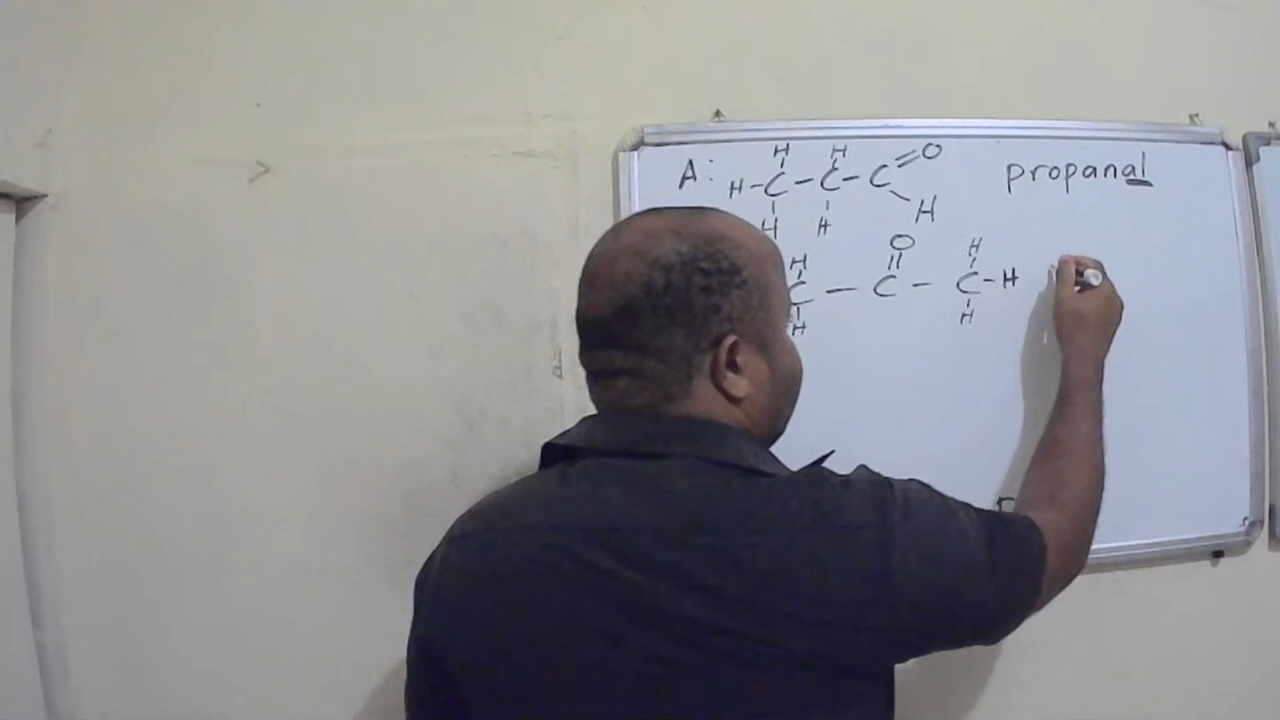 A: H H O propanal
H-C-C-C
H H H
H O H
C — C — C-H
H H